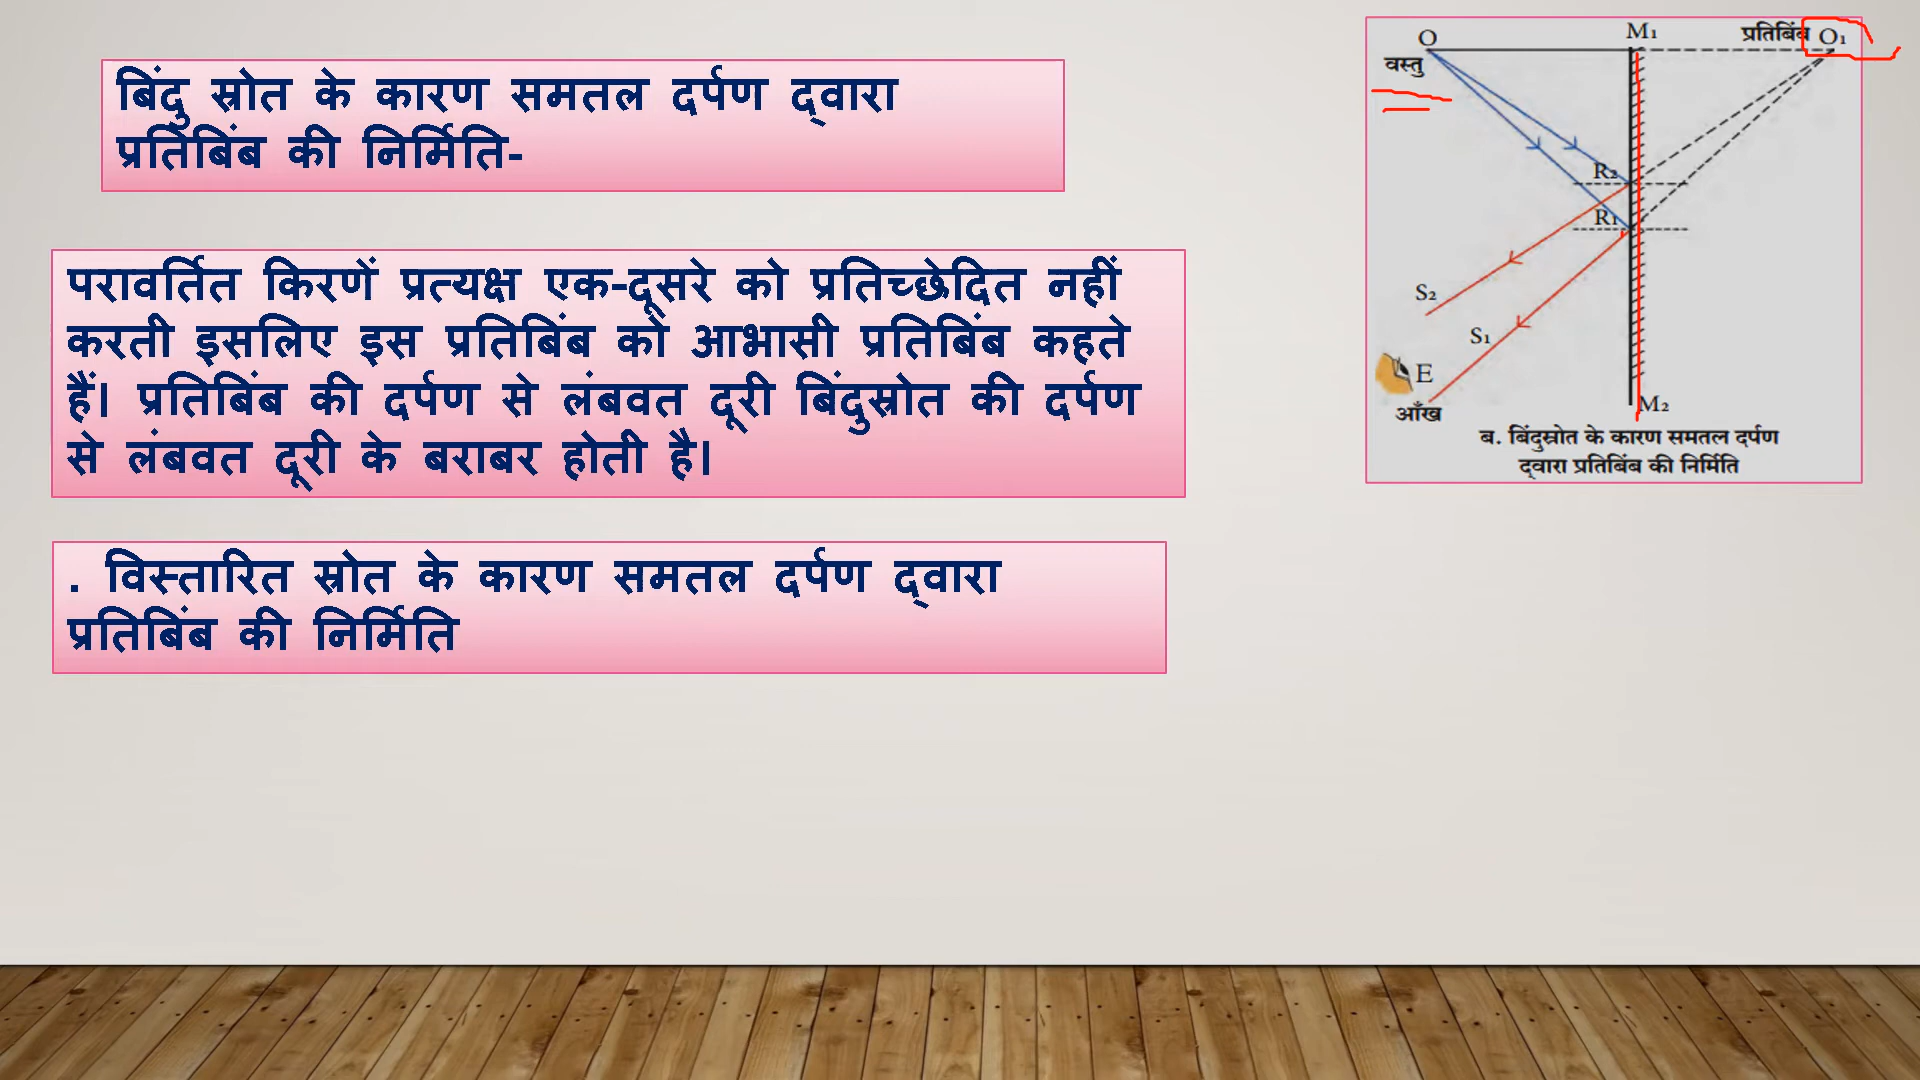 बिंदु स्रोत के कारण समतल दर्पण द्वारा
प्रतिबिंब की निर्मिति-
परावर्तित किरणें प्रत्यक्ष एक-दूसरे को प्रतिच्छेदित नहीं
करती इसलिए इस प्रतिबिंब को आभासी प्रतिबिंब कहते
हैं। प्रतिबिंब की दर्पण से लंबवत दूरी बिंदुस्रोत की दर्पण
से लंबवत दूरी के बराबर होती है।
. विस्तारित स्रोत के कारण समतल दर्पण द्वारा
प्रतिबिंब की निर्मिति
O
M₁
प्रतिबिंब O₁
वस्तु
R₂
R₁
S₂
S₁
E
आँख
M₂
ब. बिंदुस्रोत के कारण समतल दर्पण
द्वारा प्रतिबिंब की निर्मिति